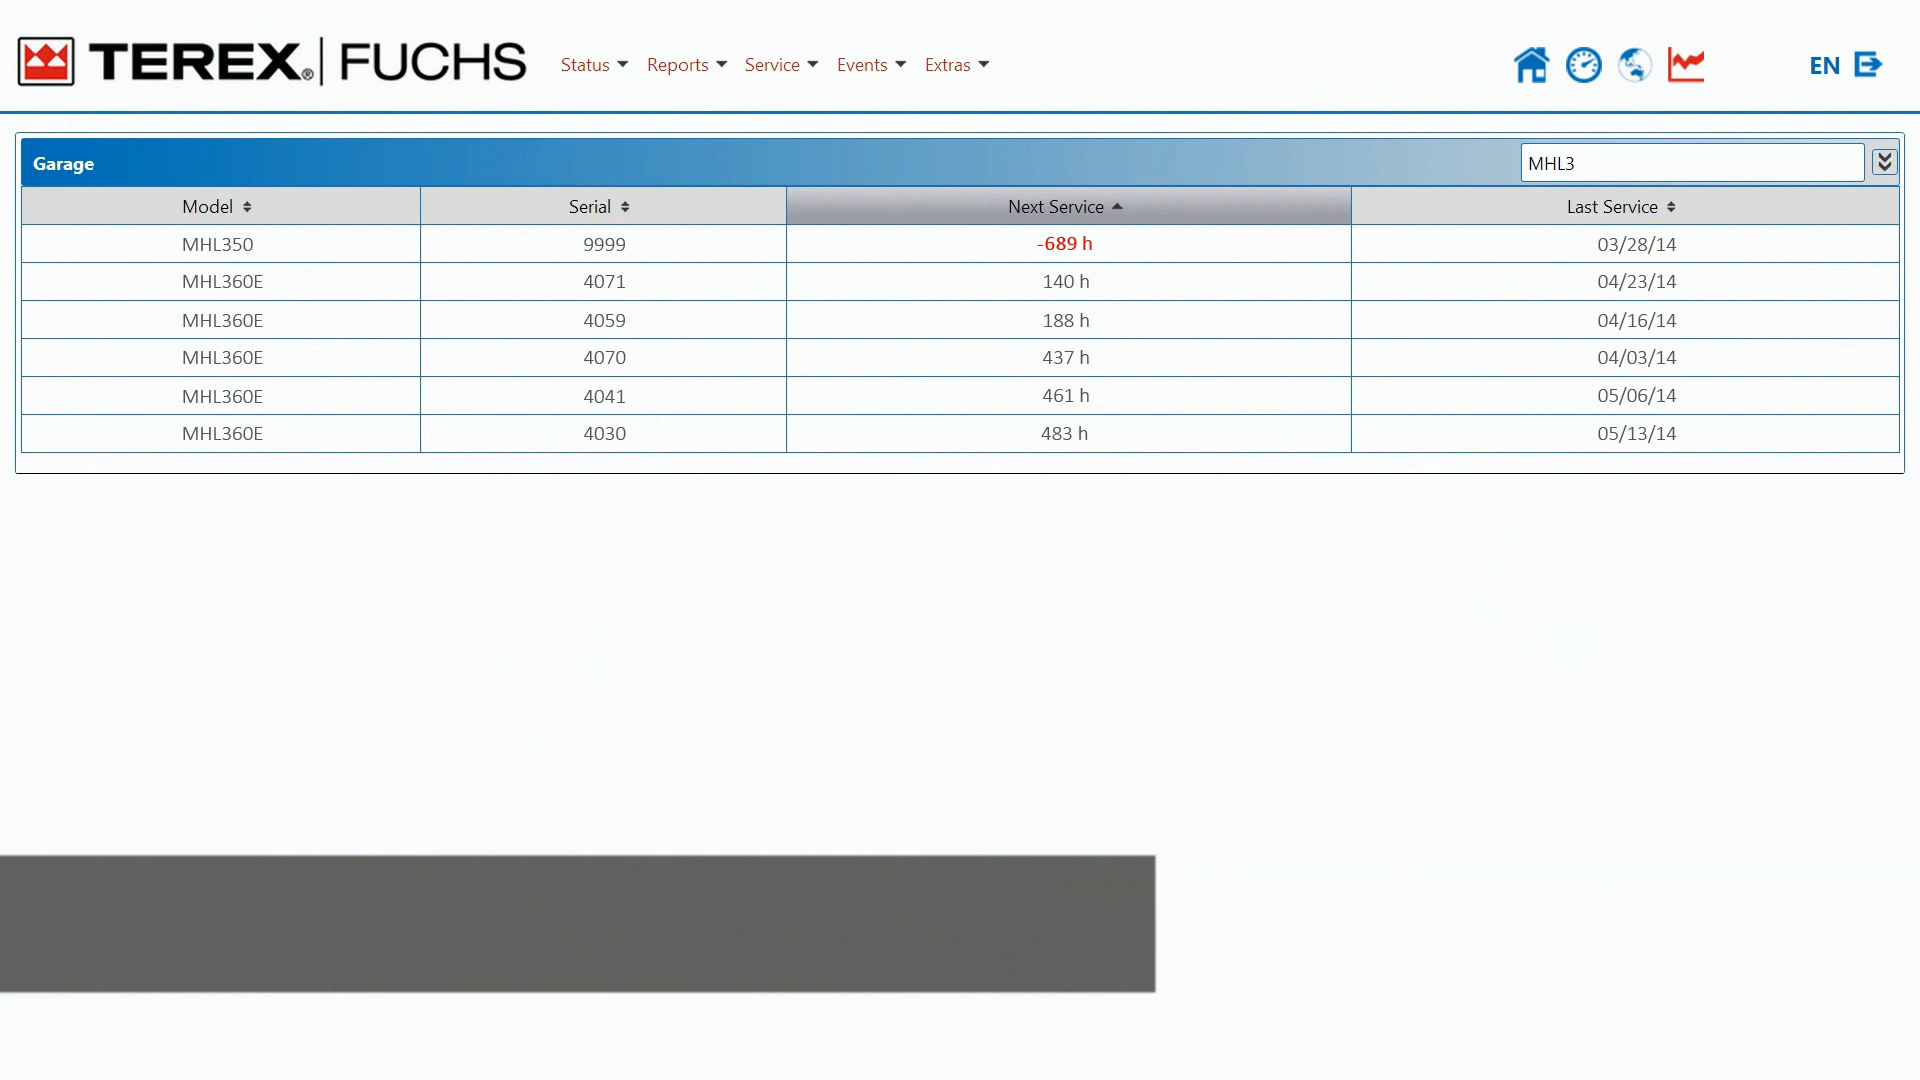 TEREX® | FUCHS Status Reports Service Events Extras EN
Garage MHL3
Model Serial Next Service Last Service
MHL350 9999 -689 h 03/28/14
MHL360E 4071 140 h 04/23/14
MHL360E 4059 188 h 04/16/14
MHL360E 4070 437 h 04/03/14
MHL360E 4041 461 h 05/06/14
MHL360E 4030 483 h 05/13/14